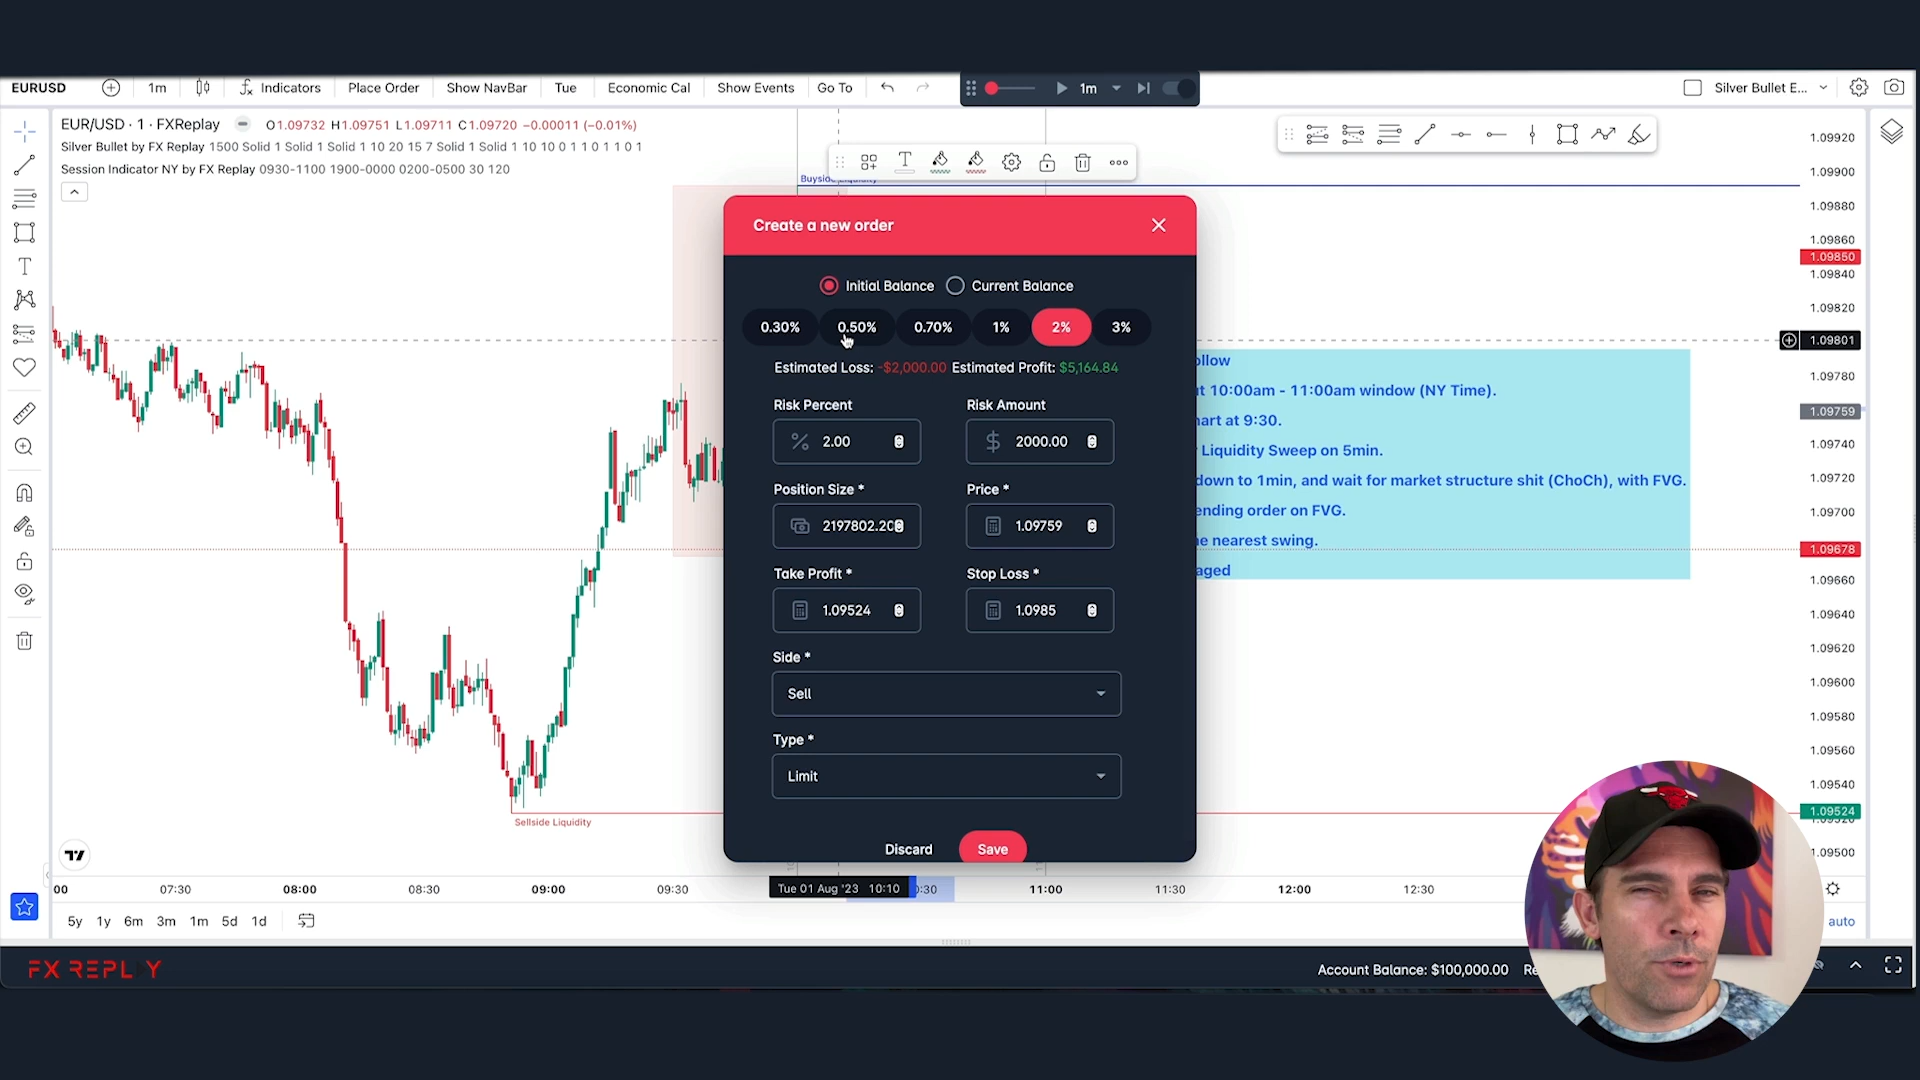 EURUSD 1m Indicators Place Order Show NavBar Tue Economic Cal Show Events Go To 1m Silver Bullet E...
EUR/USD · 1 · FXReplay O1.09732 H1.09751 L1.09711 C1.09720 −0.00011 (−0.01%)
Silver Bullet by FX Replay 1500 Solid 1 Solid 1 Solid 1 10 20 15 7 Solid 1 Solid 1 10 10 0 1 1 0 1 1 0 1
Session Indicator NY by FX Replay 0930-1100 1900-0000 0200-0500 30 120
Buyside Liquidity
Create a new order
Initial Balance Current Balance
0.30% 0.50% 0.70% 1% 2% 3%
Estimated Loss: -$2,000.00 Estimated Profit: $5,164.84
Risk Percent Risk Amount
% 2.00 $ 2000.00
Position Size * Price *
2197802.20 1.09759
Take Profit * Stop Loss *
1.09524 1.0985
Side *
Sell
Type *
Limit
Discard Save
ollow
t 10:00am - 11:00am window (NY Time).
art at 9:30.
Liquidity Sweep on 5min.
down to 1min, and wait for market structure shit (ChoCh), with FVG.
ending order on FVG.
e nearest swing.
aged
1.09920
1.09900
1.09880
1.09860
1.09850
1.09840
1.09820
1.09801
1.09780
1.09759
1.09740
1.09720
1.09700
1.09678
1.09660
1.09640
1.09620
1.09600
1.09580
1.09560
1.09540
1.09524
1.09500
Sellside Liquidity
00 07:30 08:00 08:30 09:00 09:30 Tue 01 Aug '23 10:10 0:30 11:00 11:30 12:00 12:30
5y 1y 6m 3m 1m 5d 1d auto
FX REPLAY
Account Balance: $100,000.00 Re